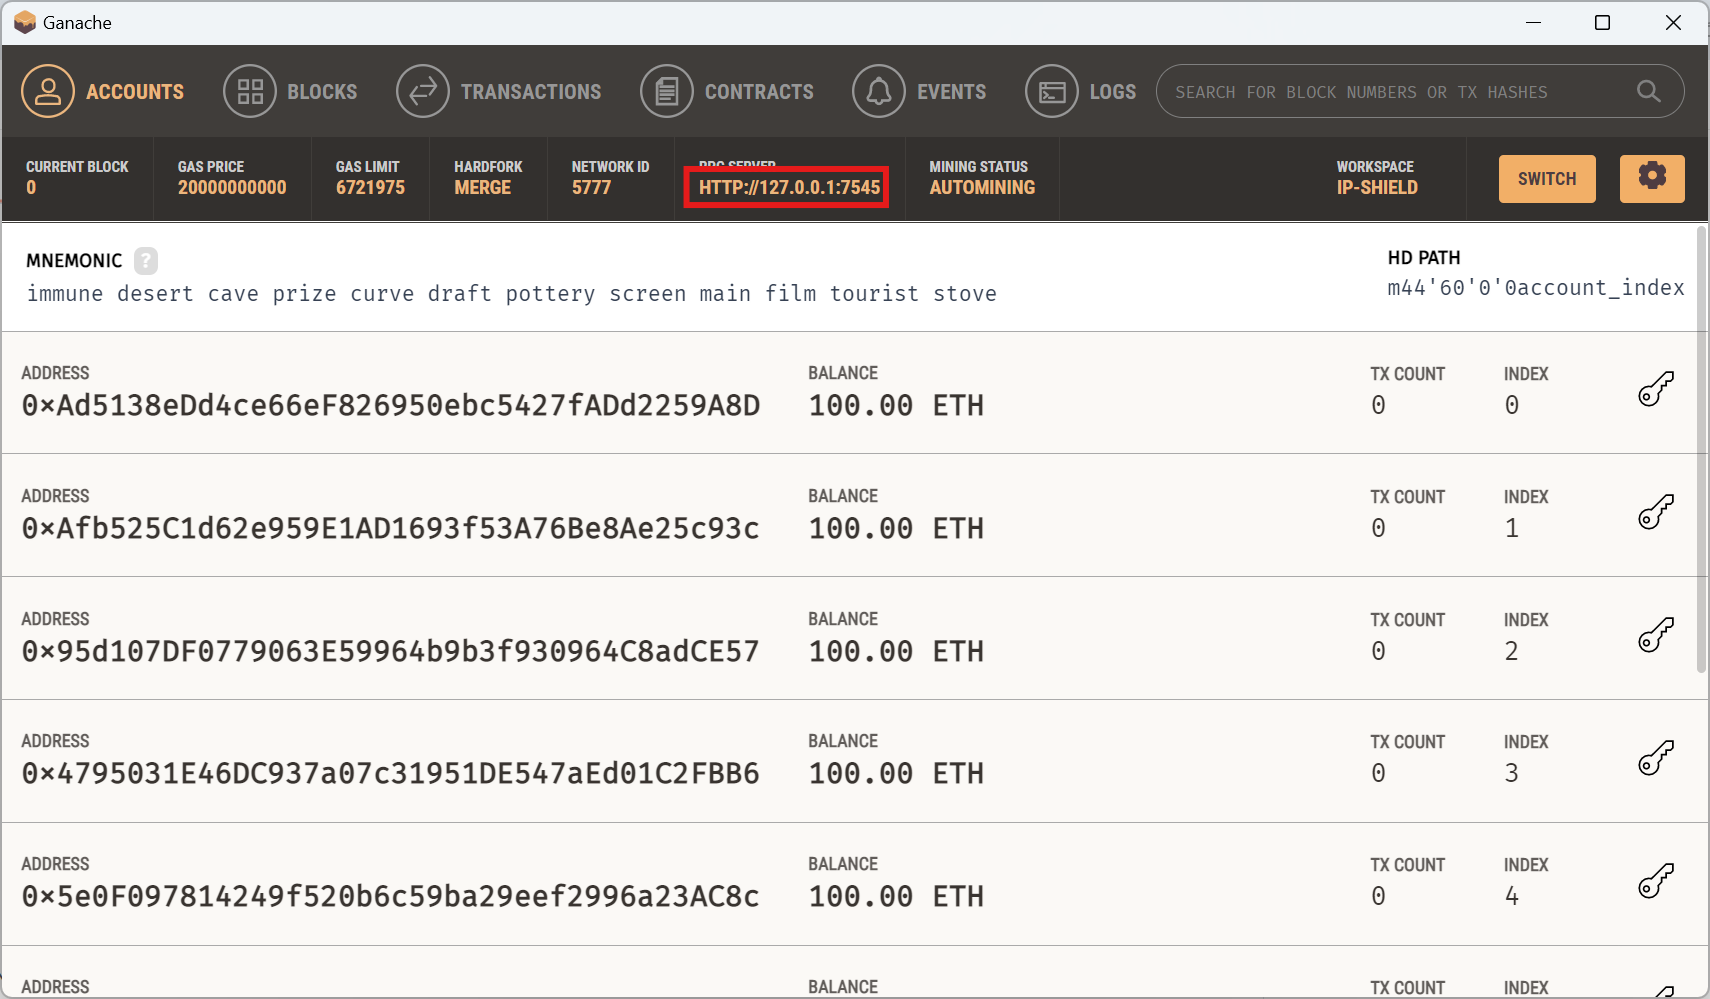 Ganache
ACCOUNTS BLOCKS TRANSACTIONS CONTRACTS EVENTS LOGS SEARCH FOR BLOCK NUMBERS OR TX HASHES
CURRENT BLOCK GAS PRICE GAS LIMIT HARDFORK NETWORK ID RPC SERVER MINING STATUS WORKSPACE
0 20000000000 6721975 MERGE 5777 HTTP://127.0.0.1:7545 AUTOMINING IP-SHIELD SWITCH
MNEMONIC ? HD PATH
immune desert cave prize curve draft pottery screen main film tourist stove m44'60'0'0account_index
ADDRESS BALANCE TX COUNT INDEX
0×Ad5138eDd4ce66eF826950ebc5427fADd2259A8D 100.00 ETH 0 0
ADDRESS BALANCE TX COUNT INDEX
0×Afb525C1d62e959E1AD1693f53A76Be8Ae25c93c 100.00 ETH 0 1
ADDRESS BALANCE TX COUNT INDEX
0×95d107DF0779063E59964b9b3f930964C8adCE57 100.00 ETH 0 2
ADDRESS BALANCE TX COUNT INDEX
0×4795031E46DC937a07c31951DE547aEd01C2FBB6 100.00 ETH 0 3
ADDRESS BALANCE TX COUNT INDEX
0×5e0F097814249f520b6c59ba29eef2996a23AC8c 100.00 ETH 0 4
ADDRESS BALANCE TX COUNT INDEX